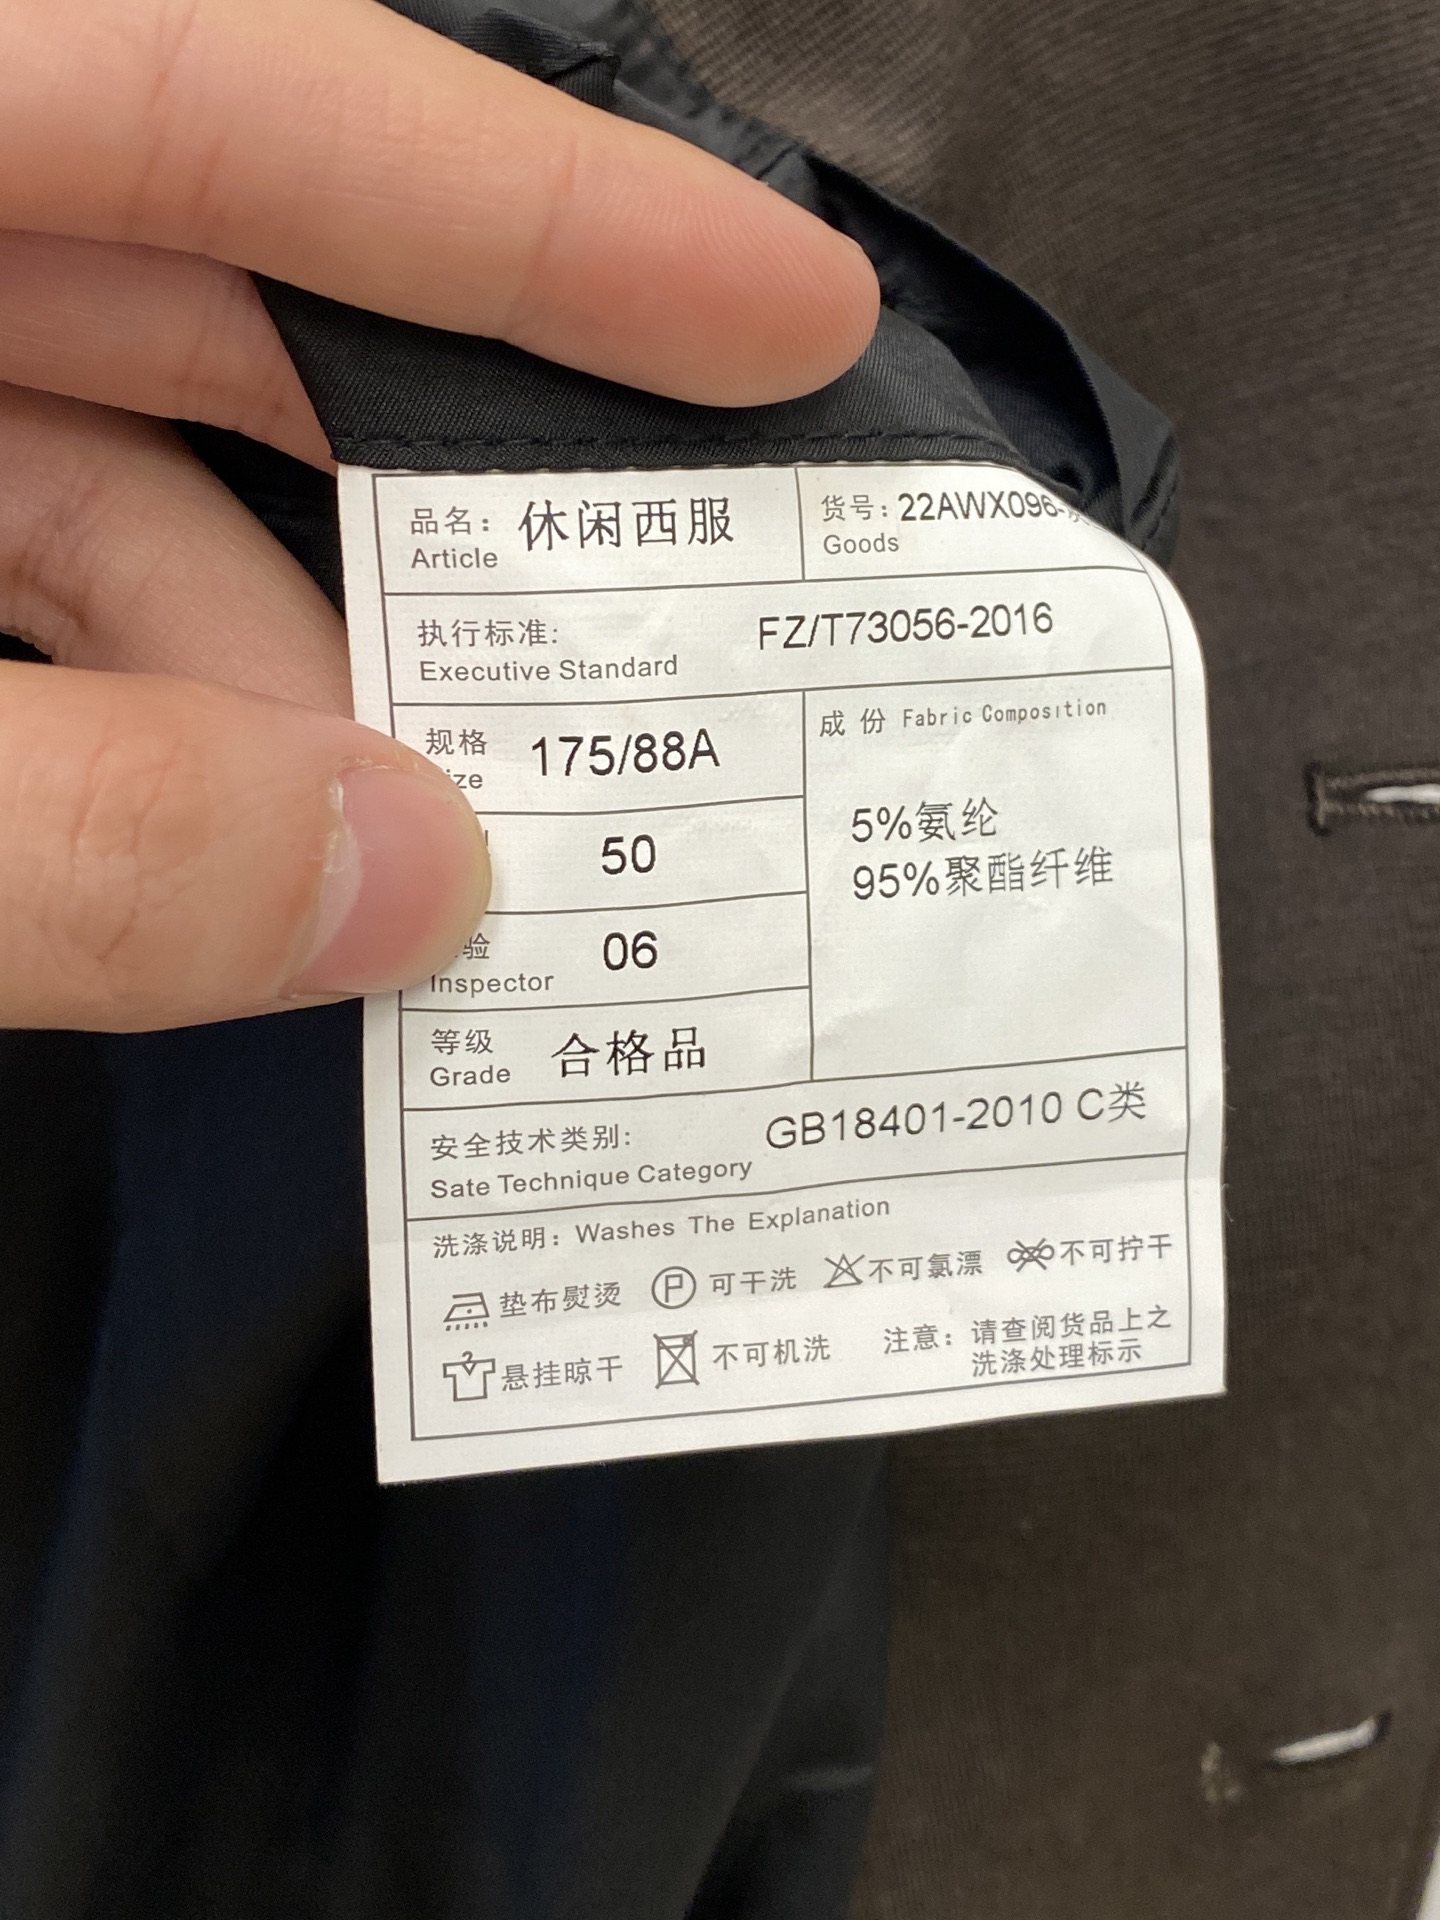 品名： 休闲西服
Article
货号：22AWX096-
Goods
执行标准:
Executive Standard
FZ/T73056-2016
规格 175/88A
ize
50
验 06
Inspector
等级 合格品
Grade
成 份 Fabric Composition
5%氨纶
95%聚酯纤维
安全技术类别:
Sate Technique Category
GB18401-2010 C类
洗涤说明：Washes The Explanation
垫布熨烫 P 可干洗 不可氯漂 不可拧干
悬挂晾干 不可机洗 注意：请查阅货品上之
洗涤处理标示